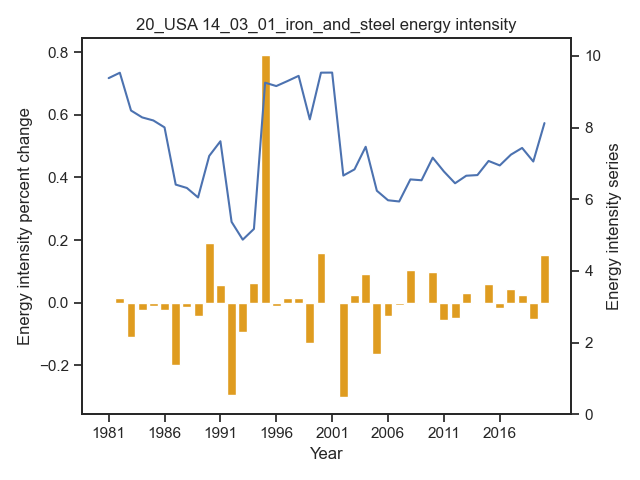 20_USA 14_03_01_iron_and_steel energy intensity
Energy intensity percent change
0.8
0.6
0.4
0.2
0.0
−0.2
10
8
6
4
2
0
Energy intensity series
1981 1986 1991 1996 2001 2006 2011 2016
Year